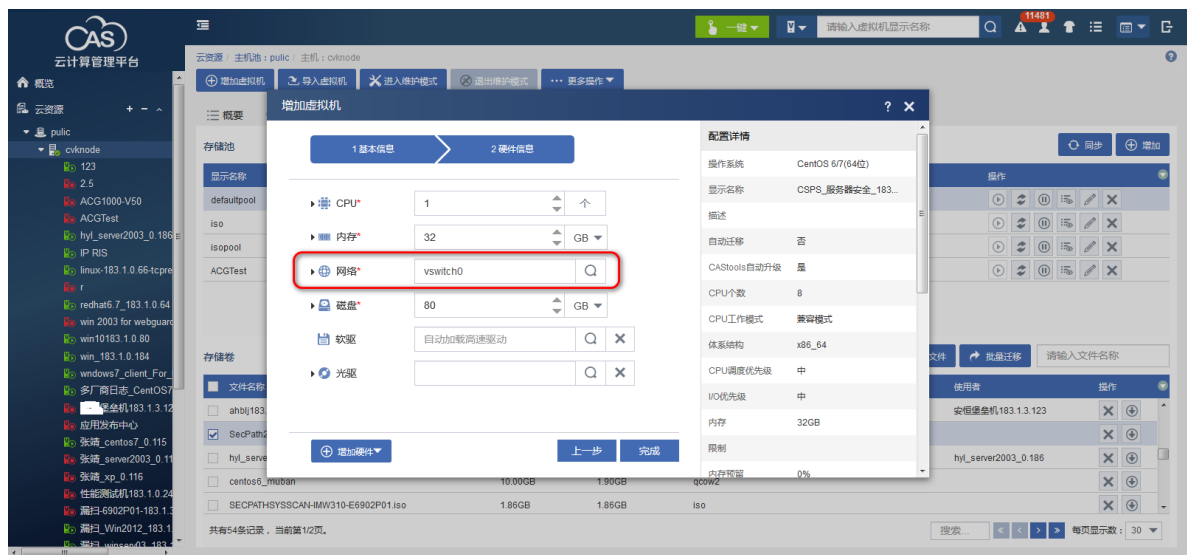 CAS
云计算管理平台
一键
请输入虚拟机显示名称
11481
概览
云资源
pulic
cvknode
123
2.5
ACG1000-V50
ACGTest
hyl_server2003_0.186
IP RIS
linux-183.1.0.66-tcpre
r
redhat6.7_183.1.0.64
win 2003 for webguard
win10183.1.0.80
win_183.1.0.184
wndows7_client_For_
多厂商日志_CentOS7
堡垒机183.1.3.12
应用发布中心
张靖_centos7_0.115
张靖_server2003_0.11
张靖_xp_0.116
性能测试机183.1.0.24
漏扫-6902P01-183.1.3
漏扫_Win2012_183.1
漏扫_winserv03_183.
云资源 / 主机池：pulic / 主机：cvknode
增加虚拟机 导入虚拟机 进入维护模式 退出维护模式 ··· 更多操作
概要
存储池
同步 增加
显示名称 操作
defaultpool
iso
isopool
ACGTest
存储卷
文件 批量迁移 请输入文件名称
文件名称 使用者 操作
ahblj183. 安恒堡垒机183.1.3.123
SecPath2
hyl_serve hyl_server2003_0.186
centos6_muban 10.00GB 1.90GB qcow2
SECPATHSYSSCAN-IMW310-E6902P01.iso 1.86GB 1.86GB iso
共有54条记录，当前第1/2页。
搜索... « < > » 每页显示数：30
增加虚拟机 ? ×
1 基本信息 2 硬件信息
CPU* 1 个
内存* 32 GB
网络* vswitch0
磁盘* 80 GB
软驱 自动加载高速驱动
光驱
增加硬件 上一步 完成
配置详情
操作系统 CentOS 6/7(64位)
显示名称 CSPS_服务器安全_183...
描述
自动迁移 否
CAStools自动升级 是
CPU个数 8
CPU工作模式 兼容模式
体系结构 x86_64
CPU调度优先级 中
I/O优先级 中
内存 32GB
限制
内存预留 0%